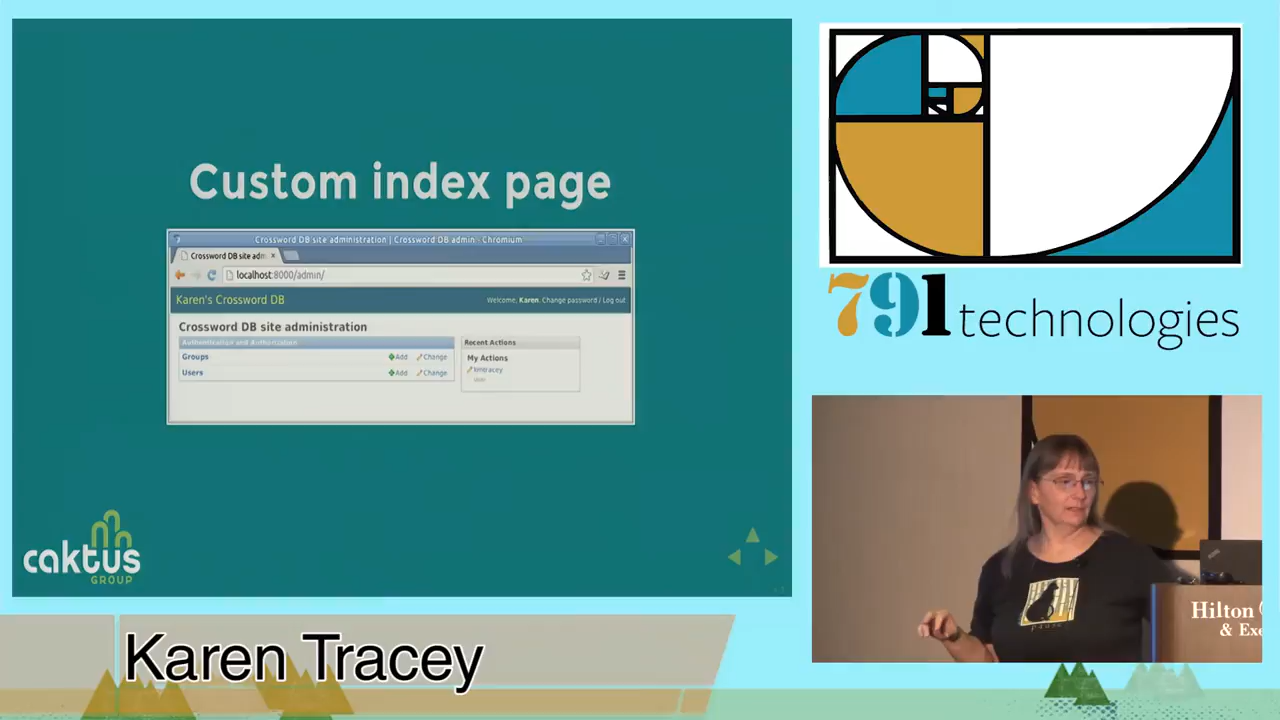 Custom index page
Crossword DB site administration | Crossword DB admin - Chromium
Crossword DB site adm
localhost:8000/admin/
Karen's Crossword DB
Welcome, Karen. Change password / Log out
Crossword DB site administration
Authentication and Authorization
Groups
Add
Change
Users
Add
Change
Recent Actions
My Actions
kmtracey
user
caktus
GROUP
791 technologies
Hilton
& Exe
Karen Tracey